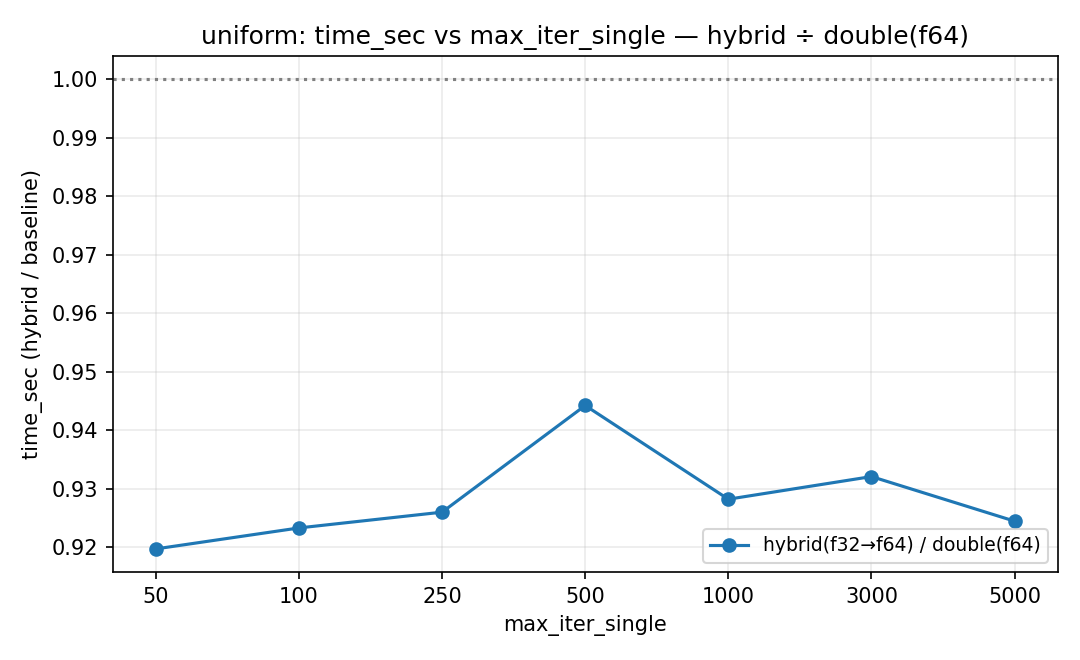 uniform: time_sec vs max_iter_single — hybrid ÷ double(f64)
time_sec (hybrid / baseline)
1.00
0.99
0.98
0.97
0.96
0.95
0.94
0.93
0.92
hybrid(f32→f64) / double(f64)
50 100 250 500 1000 3000 5000
max_iter_single